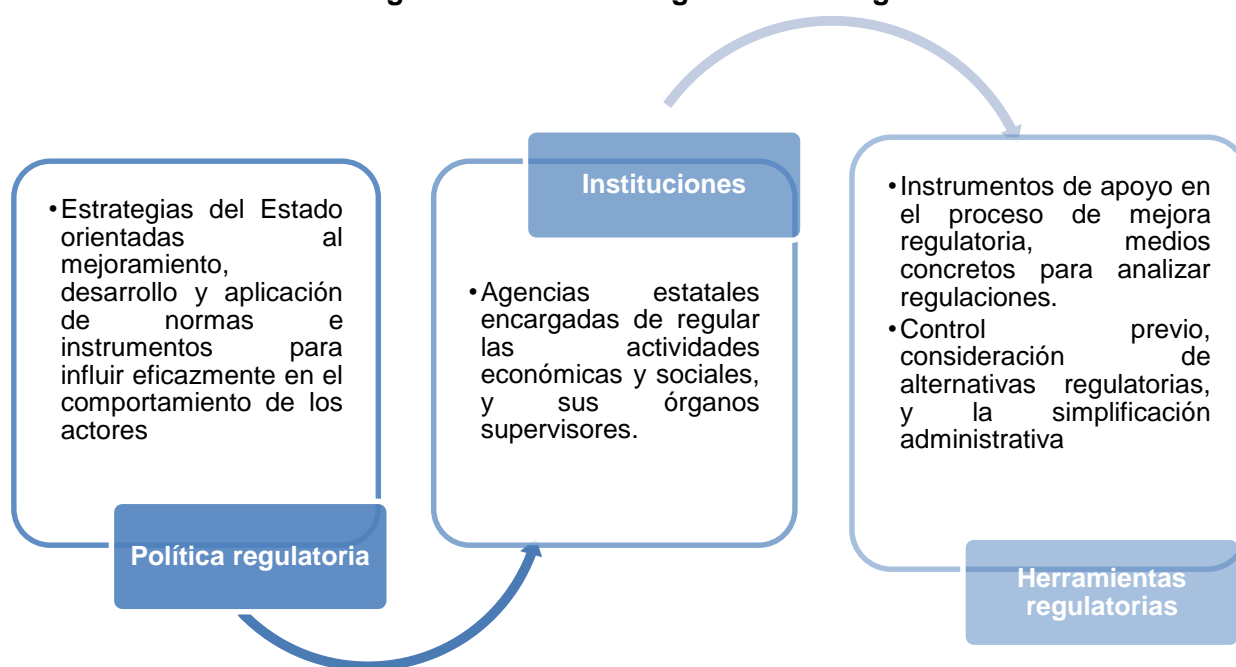 •Estrategias del Estado
orientadas al
mejoramiento,
desarrollo y aplicación
de normas e
instrumentos para
influir eficazmente en el
comportamiento de los
actores
Política regulatoria
Instituciones
•Agencias estatales
encargadas de regular
las actividades
económicas y sociales,
y sus órganos
supervisores.
•Instrumentos de apoyo en
el proceso de mejora
regulatoria, medios
concretos para analizar
regulaciones.
•Control previo,
consideración de
alternativas regulatorias,
y la simplificación
administrativa
Herramientas
regulatorias